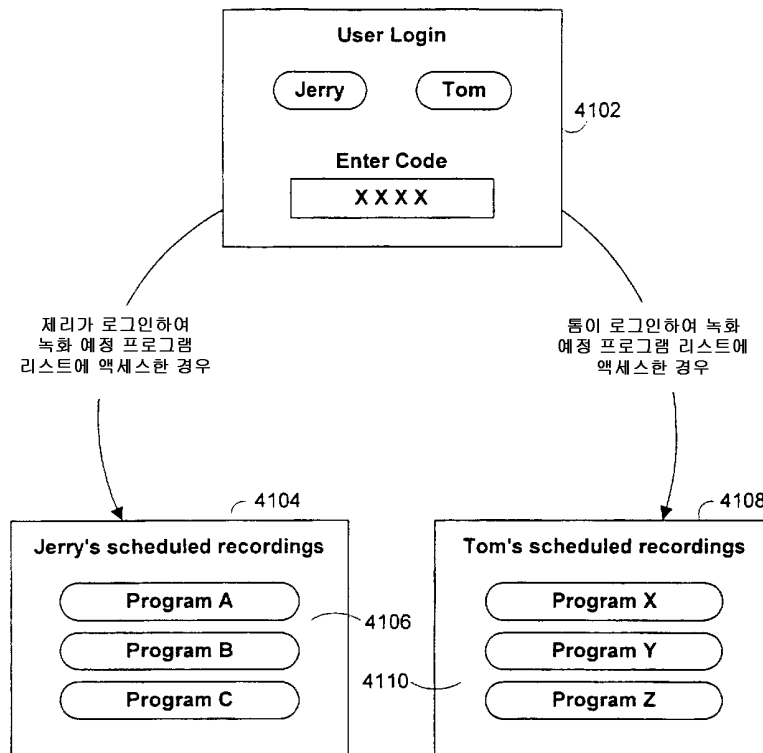 User Login
Jerry
Tom
4102
Enter Code
X X X X
제리가 로그인하여
녹화 예정 프로그램
리스트에 액세스한 경우
톰이 로그인하여 녹화
예정 프로그램 리스트에
액세스한 경우
4104
4108
Jerry's scheduled recordings
Program A
Program B
Program C
4106
Tom's scheduled recordings
Program X
Program Y
Program Z
4110